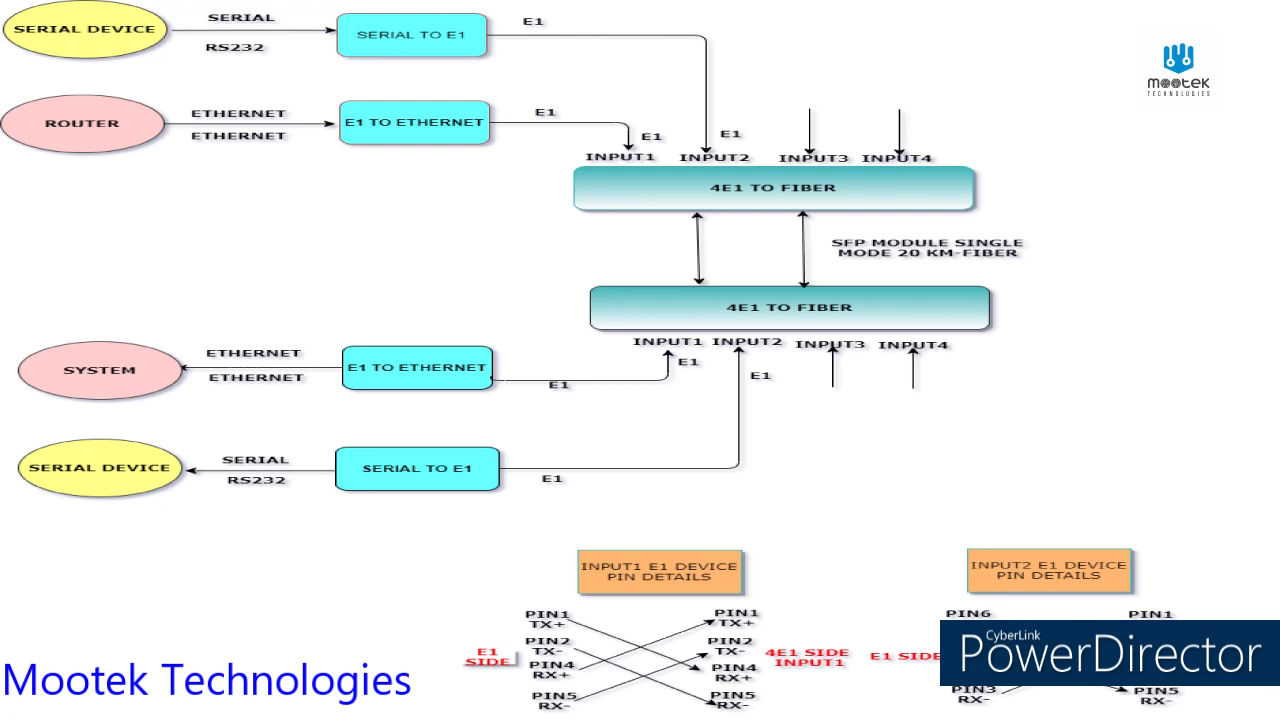 SERIAL DEVICE
SERIAL
RS232
SERIAL TO E1
E1
mootek
TECHNOLOGIES
ROUTER
ETHERNET
ETHERNET
E1 TO ETHERNET
E1
E1
E1
INPUT1
INPUT2
INPUT3
INPUT4
4E1 TO FIBER
SFP MODULE SINGLE
MODE 20 KM-FIBER
4E1 TO FIBER
INPUT1
INPUT2
INPUT3
INPUT4
SYSTEM
ETHERNET
ETHERNET
E1 TO ETHERNET
E1
E1
E1
SERIAL DEVICE
SERIAL
RS232
SERIAL TO E1
E1
INPUT1 E1 DEVICE
PIN DETAILS
PIN1
TX+
PIN2
TX-
PIN4
RX+
PIN5
RX-
E1
SIDE
PIN1
TX+
PIN2
TX-
PIN4
RX+
PIN5
RX-
4E1 SIDE
INPUT1
INPUT2 E1 DEVICE
PIN DETAILS
PIN6
PIN1
E1 SIDE
PIN3
RX-
PIN5
RX-
CyberLink
PowerDirector
Mootek Technologies